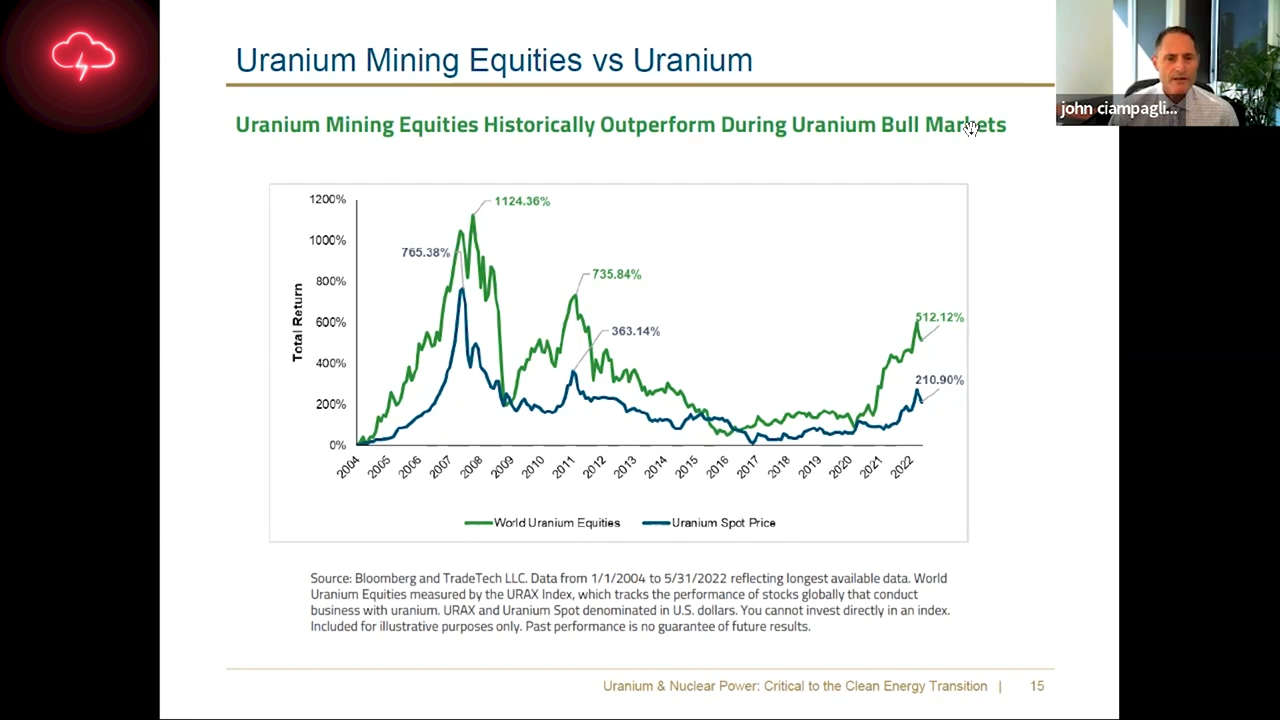 Uranium Mining Equities vs Uranium
john ciampagli...
Uranium Mining Equities Historically Outperform During Uranium Bull Markets
1200%
1000%
800%
600%
400%
200%
0%
Total Return
1124.36%
765.38%
735.84%
363.14%
512.12%
210.90%
2004
2005
2006
2007
2008
2009
2010
2011
2012
2013
2014
2015
2016
2017
2018
2019
2020
2021
2022
World Uranium Equities
Uranium Spot Price
Source: Bloomberg and TradeTech LLC. Data from 1/1/2004 to 5/31/2022 reflecting longest available data. World
Uranium Equities measured by the URAX Index, which tracks the performance of stocks globally that conduct
business with uranium. URAX and Uranium Spot denominated in U.S. dollars. You cannot invest directly in an index.
Included for illustrative purposes only. Past performance is no guarantee of future results.
Uranium & Nuclear Power: Critical to the Clean Energy Transition | 15